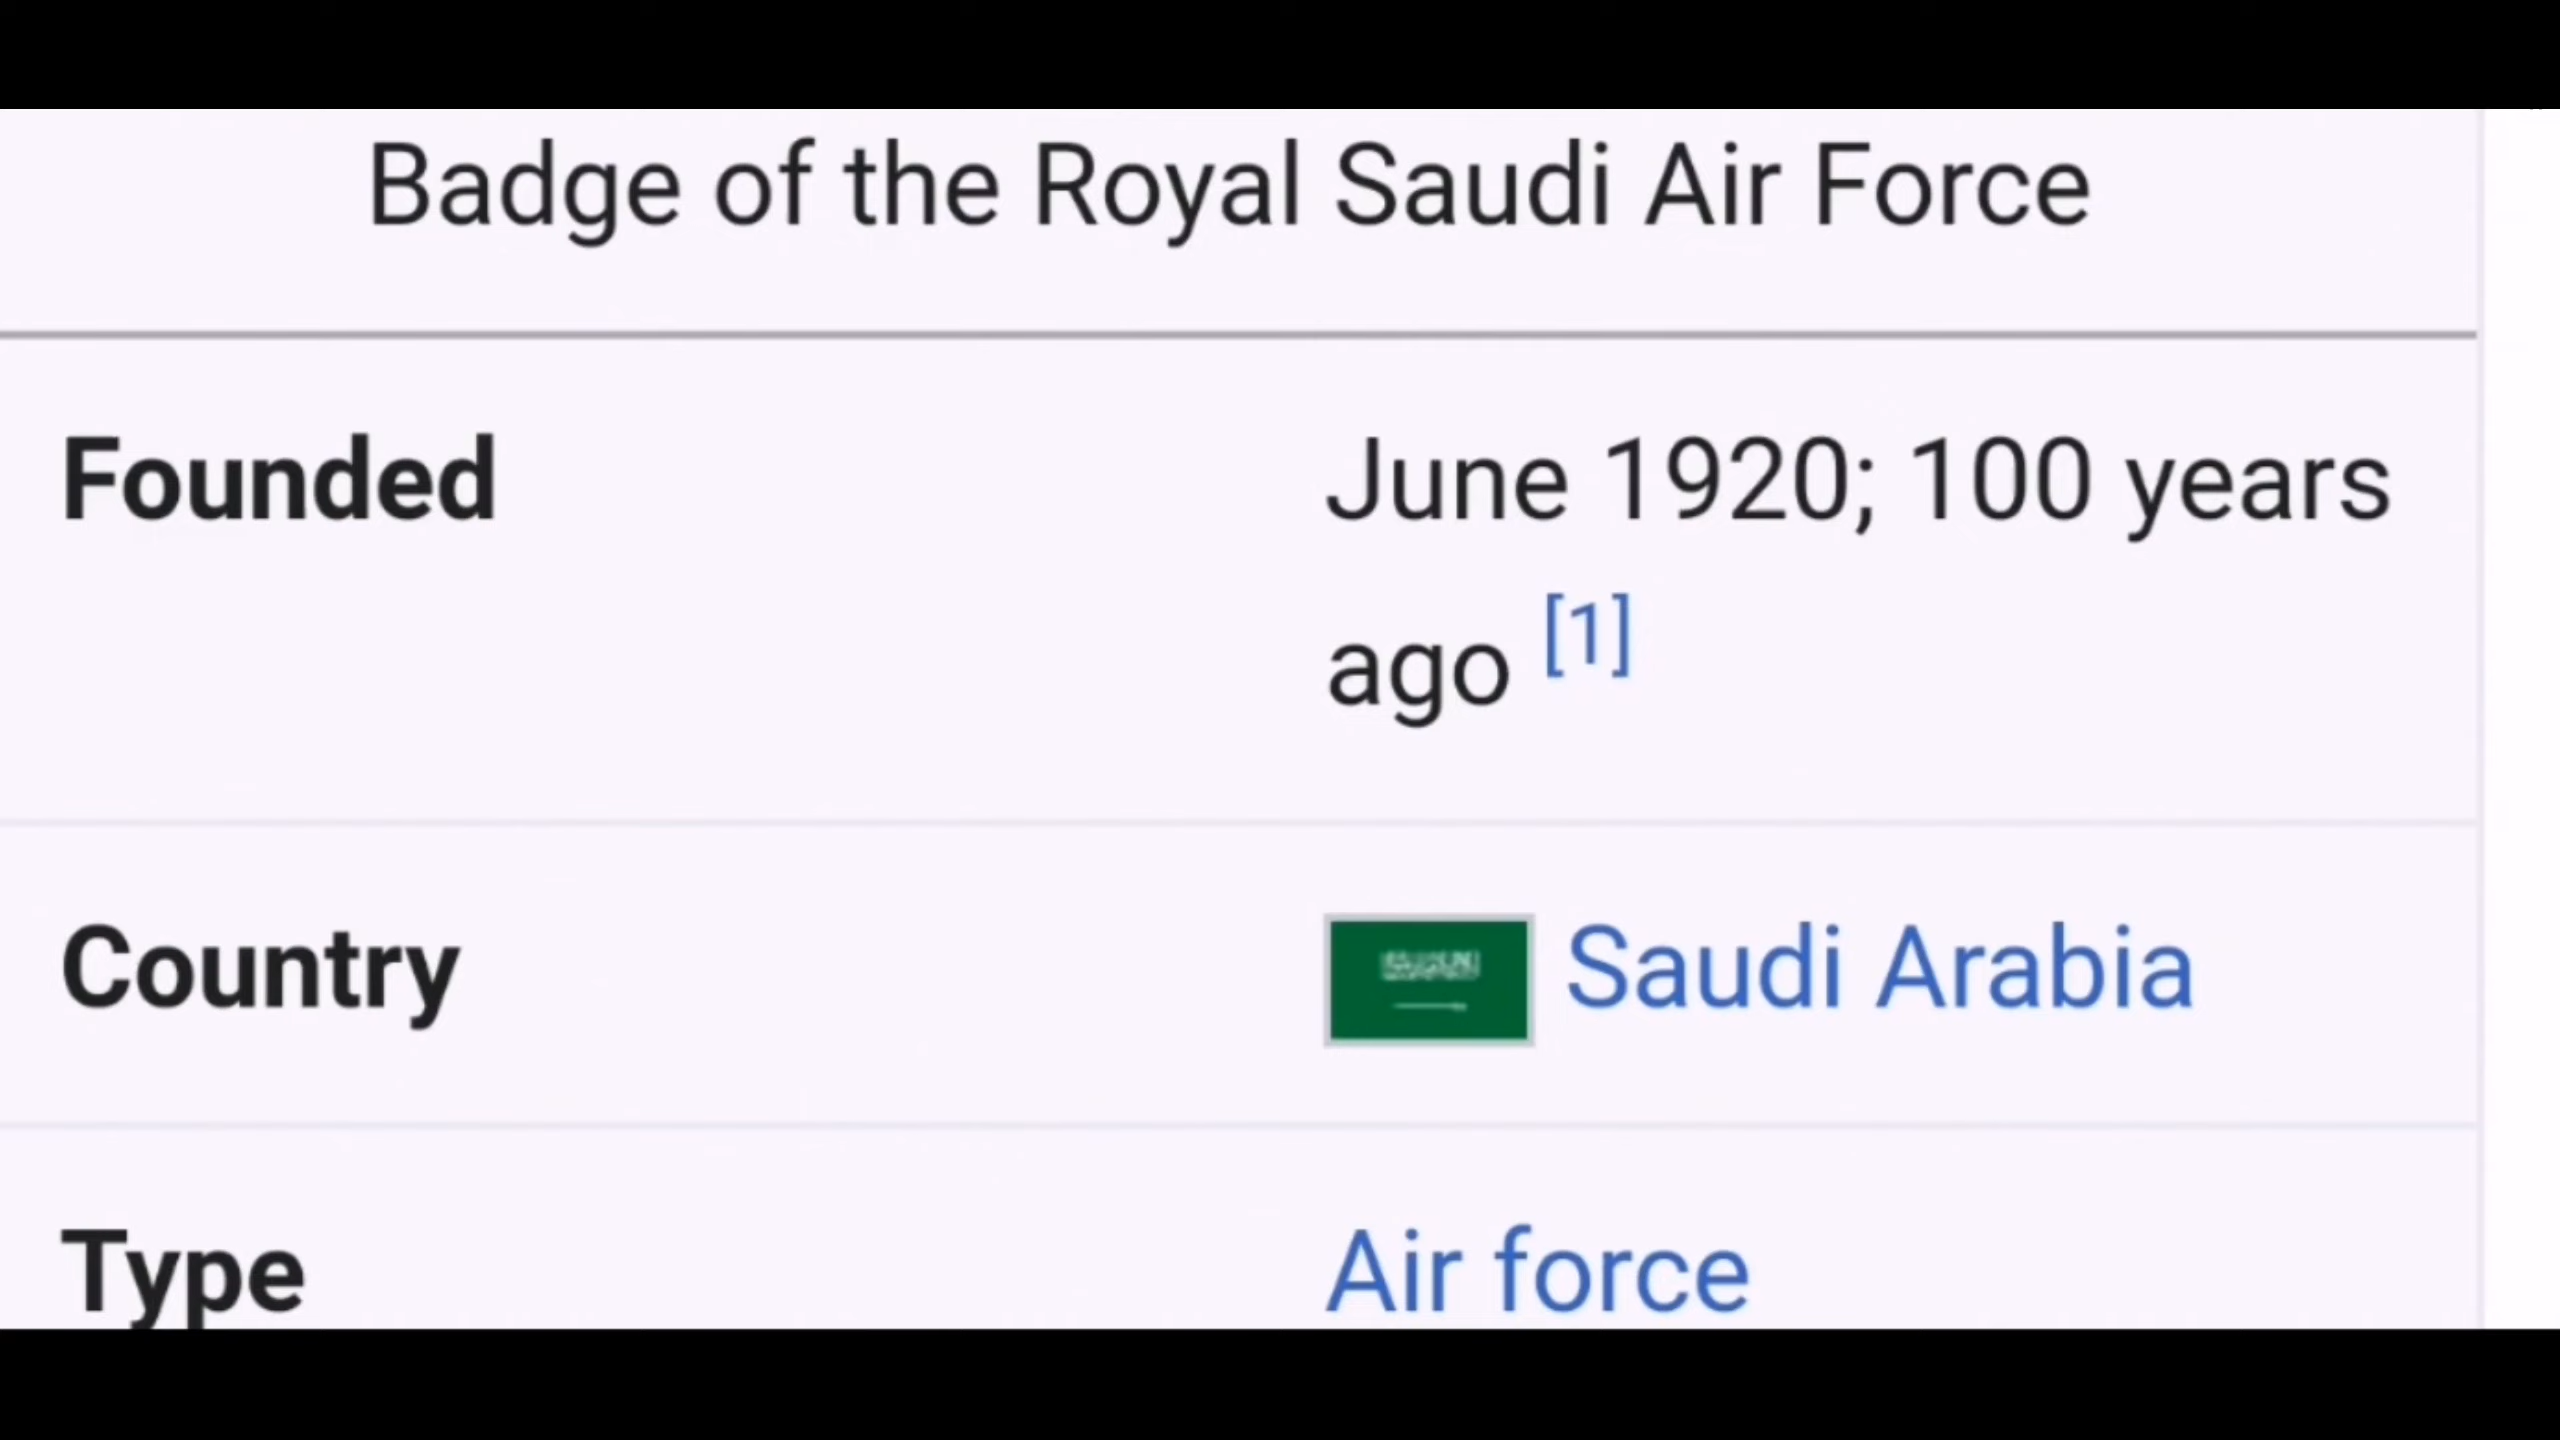 Badge of the Royal Saudi Air Force
Founded
June 1920; 100 years
ago [1]
Country
Saudi Arabia
Type
Air force